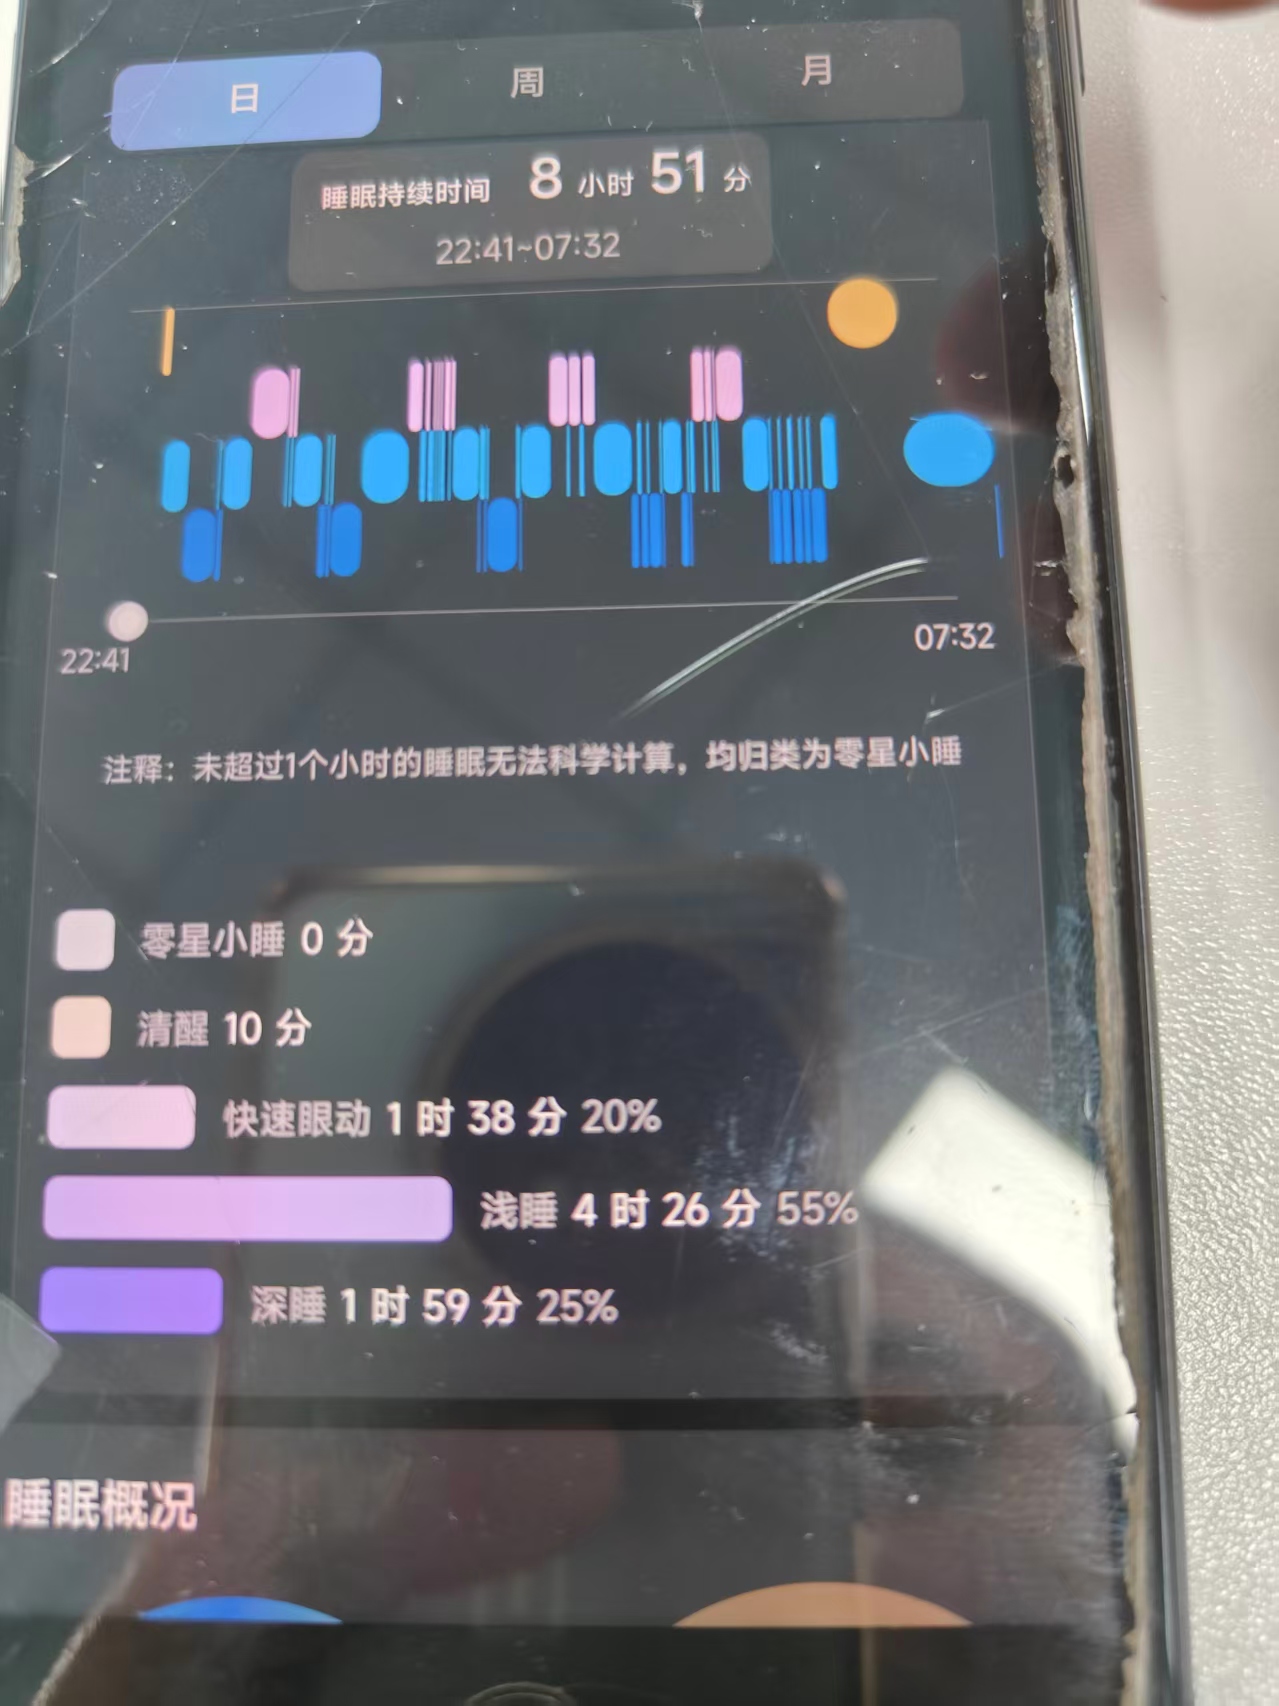 日 周 月
睡眠持续时间 8 小时 51 分
22:41~07:32
22:41 07:32
注释：未超过1个小时的睡眠无法科学计算，均归类为零星小睡
零星小睡 0 分
清醒 10 分
快速眼动 1 时 38 分 20%
浅睡 4 时 26 分 55%
深睡 1 时 59 分 25%
睡眠概况